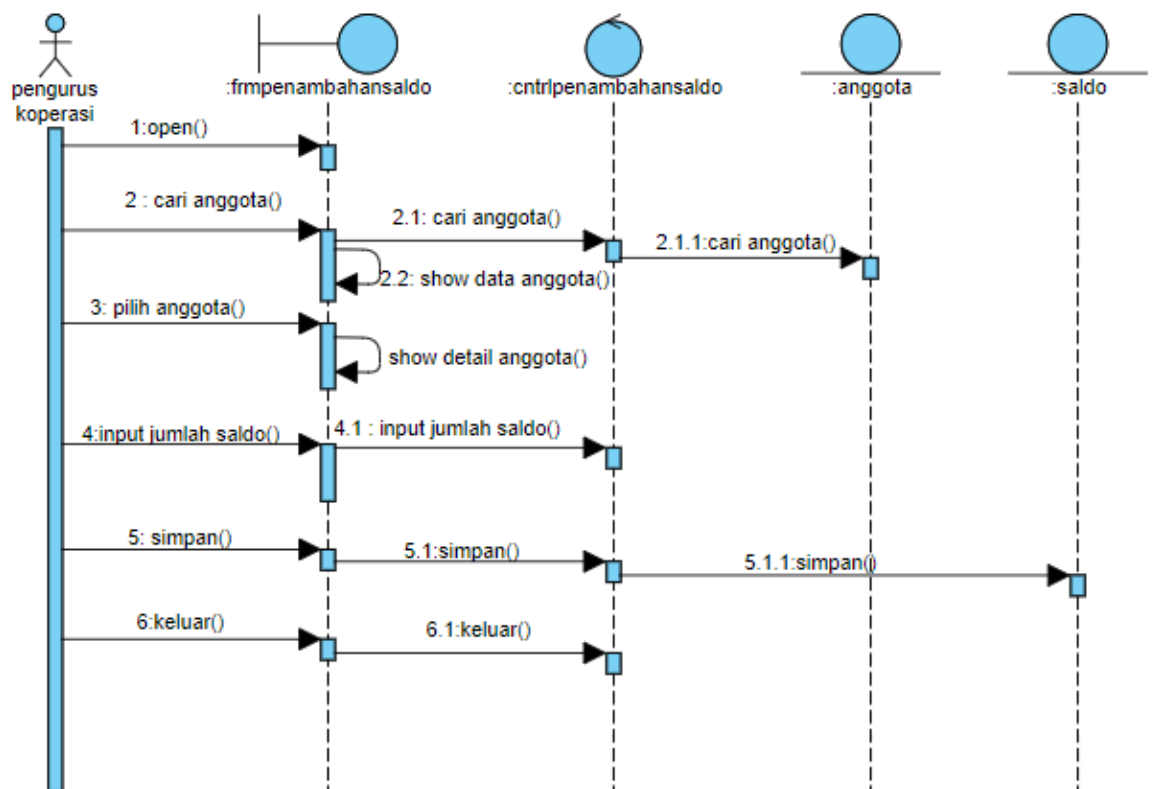 pengurus
koperasi
:frmpenambahansaldo
:cntrlpenambahansaldo
:anggota
:saldo
1:open()
2 : cari anggota()
2.1: cari anggota()
2.1.1:cari anggota()
2.2: show data anggota()
3: pilih anggota()
show detail anggota()
4:input jumlah saldo()
4.1 : input jumlah saldo()
5: simpan()
5.1:simpan()
5.1.1:simpan()
6:keluar()
6.1:keluar()